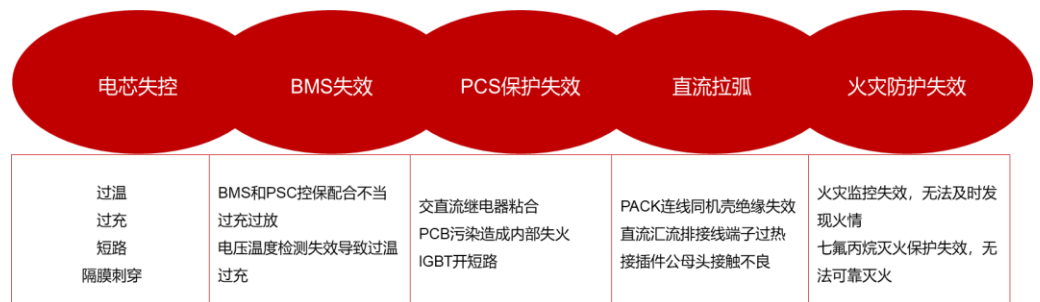 电芯失控
BMS失效
PCS保护失效
直流拉弧
火灾防护失效
过温
过充
短路
隔膜刺穿
BMS和PSC控保配合不当
过充过放
电压温度检测失效导致过温
过充
交直流继电器粘合
PCB污染造成内部失火
IGBT开短路
PACK连线同机壳绝缘失效
直流汇流排接线端子过热
接插件公母头接触不良
火灾监控失效，无法及时发
现火情
七氟丙烷灭火保护失效，无
法可靠灭火